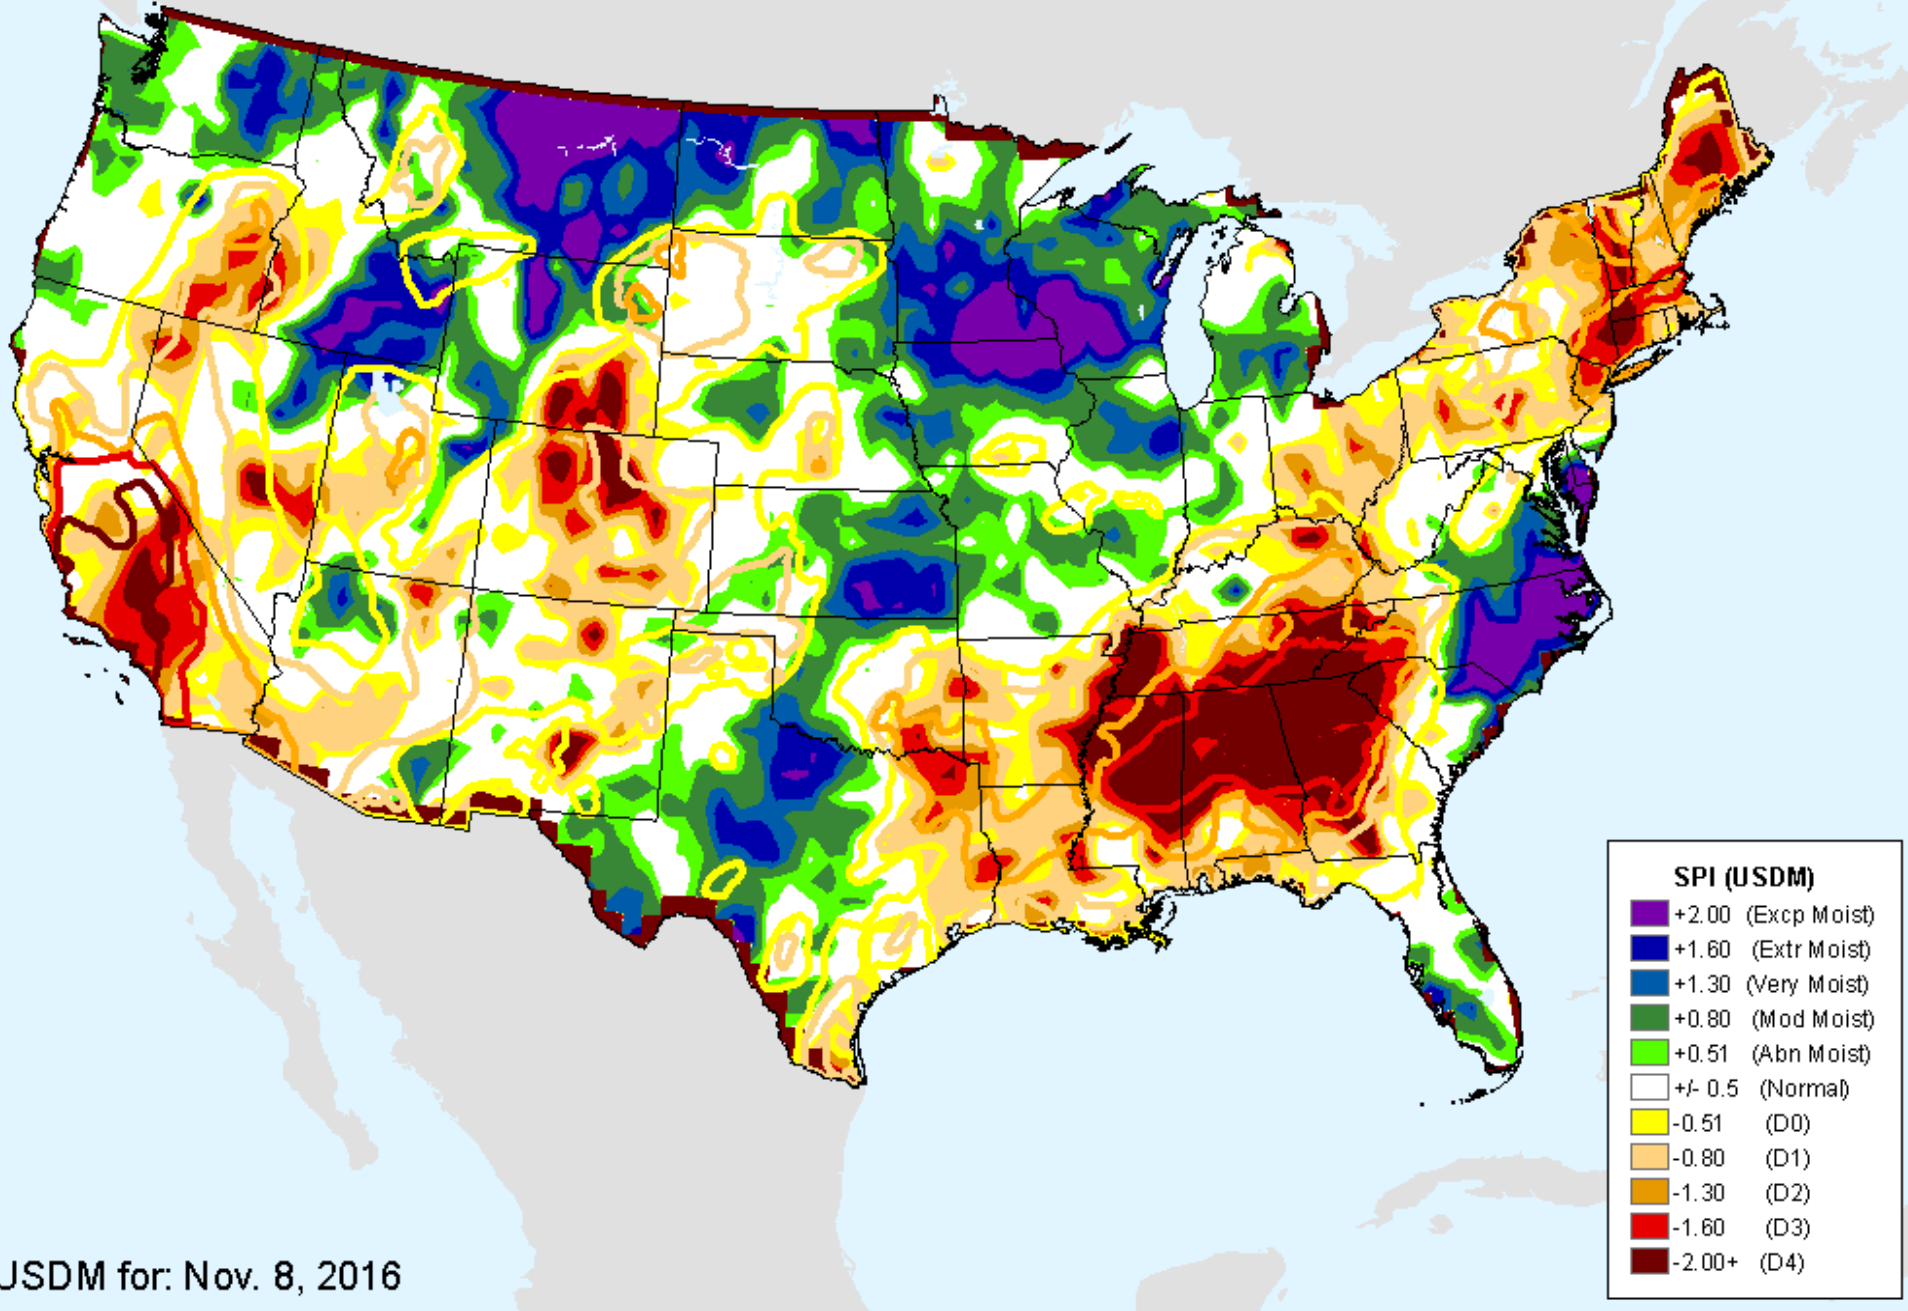 SPI (USDM)
+2.00 (Excp Moist)
+1.60 (Extr Moist)
+1.30 (Very Moist)
+0.80 (Mod Moist)
+0.51 (Abn Moist)
+/- 0.5 (Normal)
-0.51 (D0)
-0.80 (D1)
-1.30 (D2)
-1.60 (D3)
-2.00+ (D4)
USDM for: Nov. 8, 2016